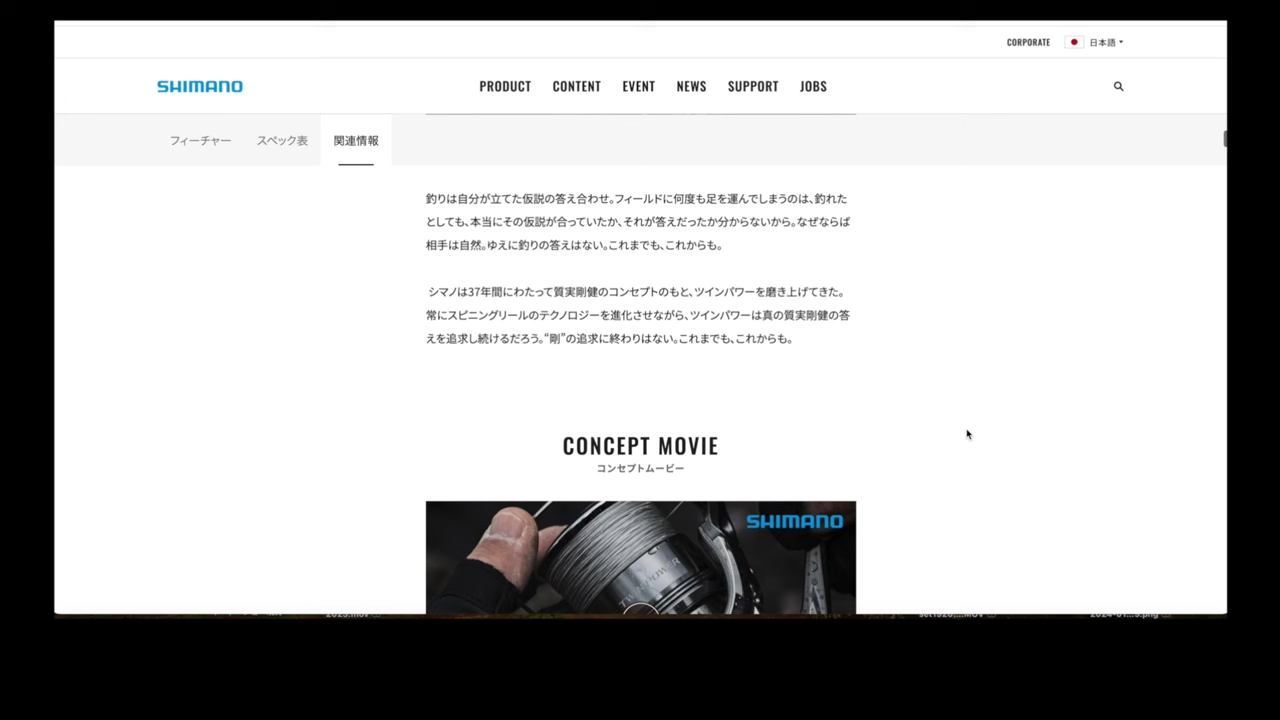 CORPORATE 日本語
SHIMANO PRODUCT CONTENT EVENT NEWS SUPPORT JOBS
フィーチャー スペック表 関連情報
釣りは自分が立てた仮説の答え合わせ。フィールドに何度も足を運んでしまうのは、釣れた
としても、本当にその仮説が合っていたか、それが答えだったか分からないから。なぜならば
相手は自然。ゆえに釣りの答えはない。これまでも、これからも。
シマノは37年間にわたって質実剛健のコンセプトのもと、ツインパワーを磨き上げてきた。
常にスピニングリールのテクノロジーを進化させながら、ツインパワーは真の質実剛健の答
えを追求し続けるだろう。“剛”の追求に終わりはない。これまでも、これからも。
CONCEPT MOVIE
コンセプトムービー
SHIMANO